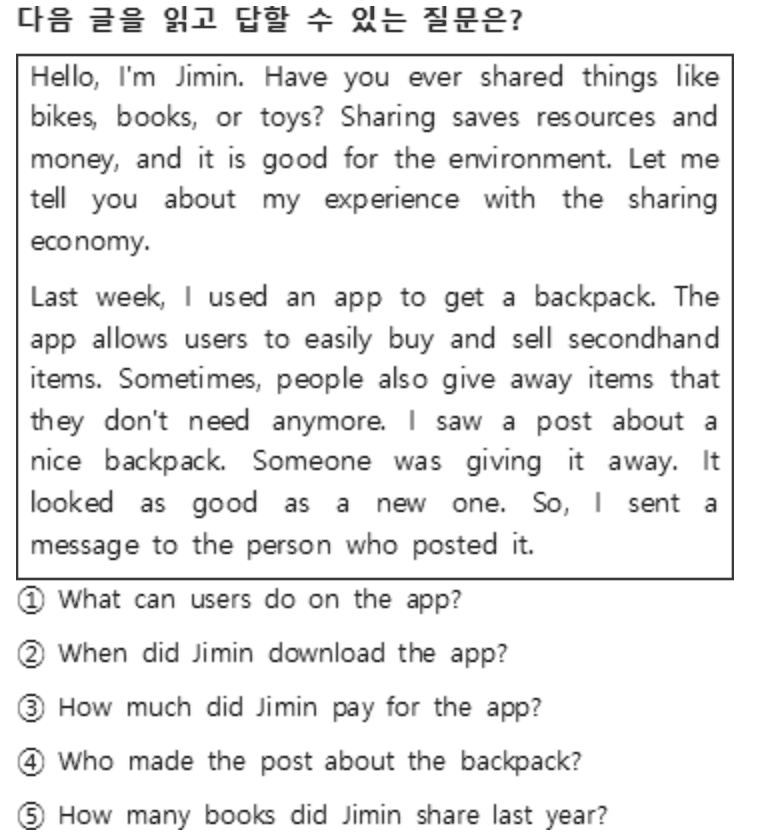 다음 글을 읽고 답할 수 있는 질문은?
Hello, I'm Jimin. Have you ever shared things like
bikes, books, or toys? Sharing saves resources and
money, and it is good for the environment. Let me
tell you about my experience with the sharing
economy.
Last week, I used an app to get a backpack. The
app allows users to easily buy and sell secondhand
items. Sometimes, people also give away items that
they don't need anymore. I saw a post about a
nice backpack. Someone was giving it away. It
looked as good as a new one. So, I sent a
message to the person who posted it.
① What can users do on the app?
② When did Jimin download the app?
③ How much did Jimin pay for the app?
④ Who made the post about the backpack?
⑤ How many books did Jimin share last year?